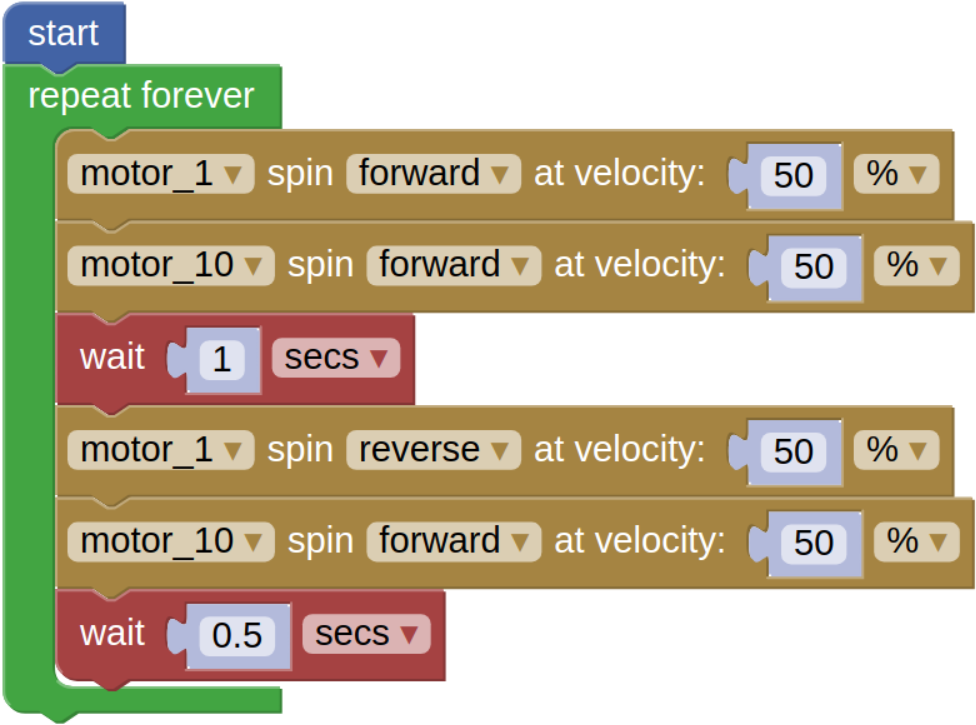 start
repeat forever
motor_1 ▾ spin forward ▾ at velocity: 50 % ▾
motor_10 ▾ spin forward ▾ at velocity: 50 % ▾
wait 1 secs ▾
motor_1 ▾ spin reverse ▾ at velocity: 50 % ▾
motor_10 ▾ spin forward ▾ at velocity: 50 % ▾
wait 0.5 secs ▾